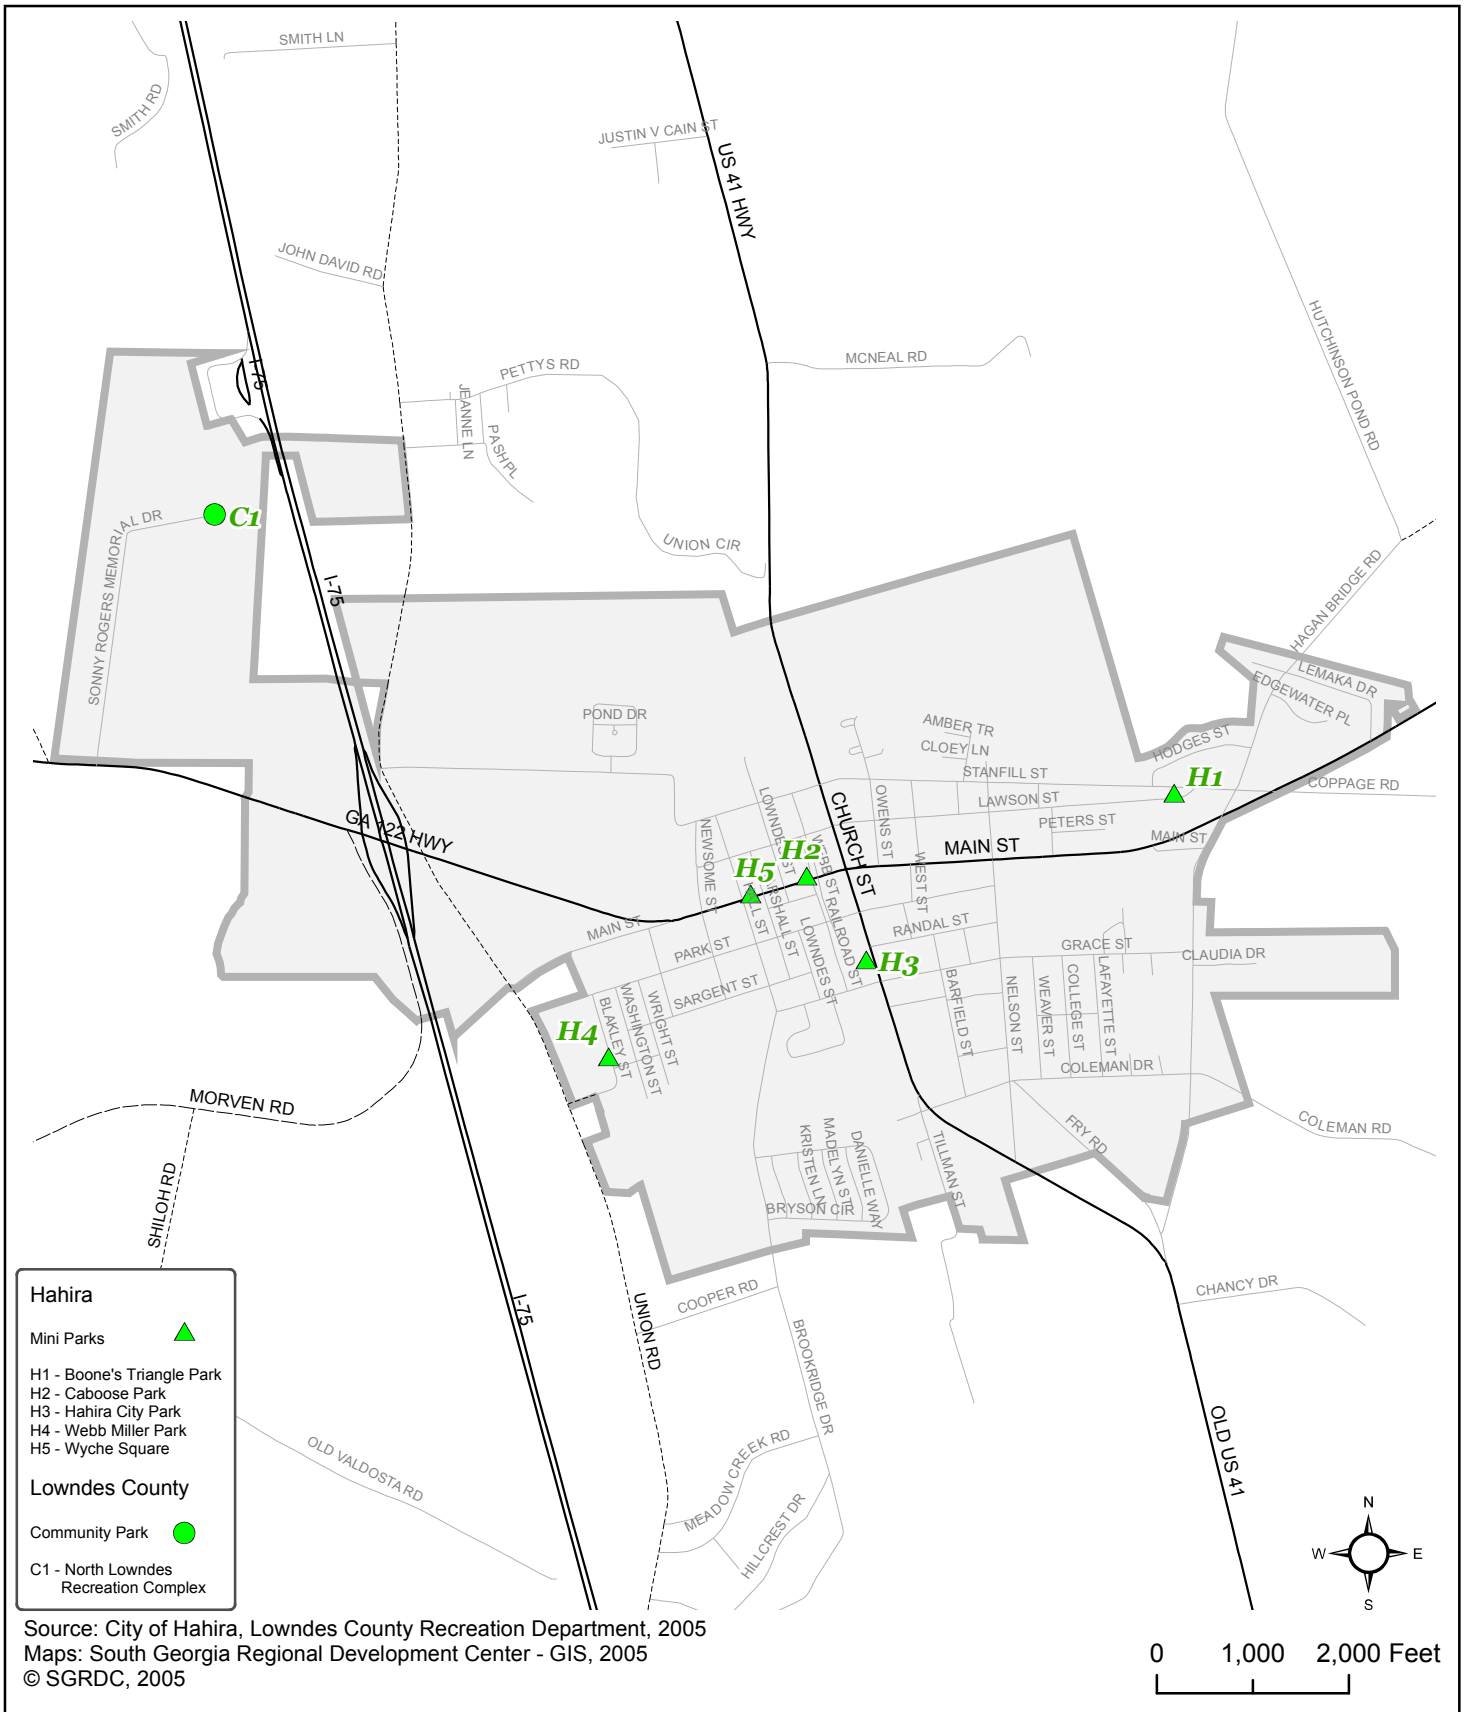 SMITH LN
SMITH RD
JUSTIN V CAIN ST
US 41 HWY
JOHN DAVID RD
HUTCHINSON POND RD
MCNEAL RD
I-75
PETTYS RD
JEANNE LN
PASH PL
C1
SONNY ROGERS MEMORIAL DR
UNION CIR
I-75
HAGAN BRIDGE RD
LEMAKA DR
EDGEWATER PL
POND DR
AMBER TR
CLOEY LN
HODGES ST
STANFILL ST
H1
COPPAGE RD
LAWSON ST
OWENS ST
PETERS ST
MAIN ST
GA 122 HWY
LOWNDES ST
CHURCH ST
MAIN ST
NEWSOME ST
WEBB ST
H2
H5
WEST ST
HALL ST
MARSHALL ST
RAILROAD ST
MAIN ST
PARK ST
LOWNDES ST
RANDAL ST
GRACE ST
CLAUDIA DR
H3
SARGENT ST
BLAKLEY ST
WASHINGTON ST
WRIGHT ST
BARFIELD ST
NELSON ST
WEAVER ST
COLLEGE ST
LAFAYETTE ST
H4
COLEMAN DR
MORVEN RD
FRY RD
COLEMAN RD
SHILOH RD
KRISTEN LN
MADELYN ST
DANIELLE WAY
TILLMAN ST
BRYSON CIR
COOPER RD
CHANCY DR
I-75
UNION RD
BROOKRIDGE DR
OLD US 41
OLD VALDOSTA RD
MEADOW CREEK RD
HILLCREST DR
Hahira
Mini Parks
H1 - Boone's Triangle Park
H2 - Caboose Park
H3 - Hahira City Park
H4 - Webb Miller Park
H5 - Wyche Square
Lowndes County
Community Park
C1 - North Lowndes
Recreation Complex
N
W E
S
Source: City of Hahira, Lowndes County Recreation Department, 2005
Maps: South Georgia Regional Development Center - GIS, 2005
© SGRDC, 2005
0 1,000 2,000 Feet